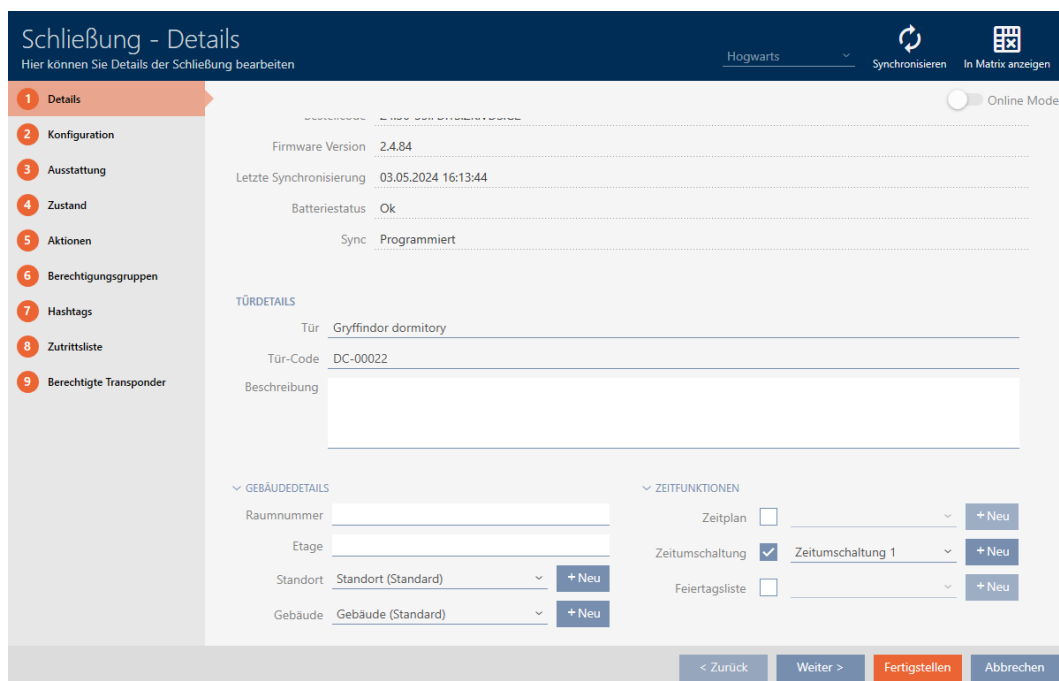 Schließung - Details
Hier können Sie Details der Schließung bearbeiten
Hogwarts
Synchronisieren
In Matrix anzeigen
1 Details
2 Konfiguration
3 Ausstattung
4 Zustand
5 Aktionen
6 Berechtigungsgruppen
7 Hashtags
8 Zutrittsliste
9 Berechtigte Transponder
Online Mode
Firmware Version 2.4.84
Letzte Synchronisierung 03.05.2024 16:13:44
Batteriestatus Ok
Sync Programmiert
TÜRDETAILS
Tür Gryffindor dormitory
Tür-Code DC-00022
Beschreibung
GEBÄUDEDETAILS
Raumnummer
Etage
Standort Standort (Standard) + Neu
Gebäude Gebäude (Standard) + Neu
ZEITFUNKTIONEN
Zeitplan + Neu
Zeitumschaltung Zeitumschaltung 1 + Neu
Feiertagsliste + Neu
< Zurück
Weiter >
Fertigstellen
Abbrechen